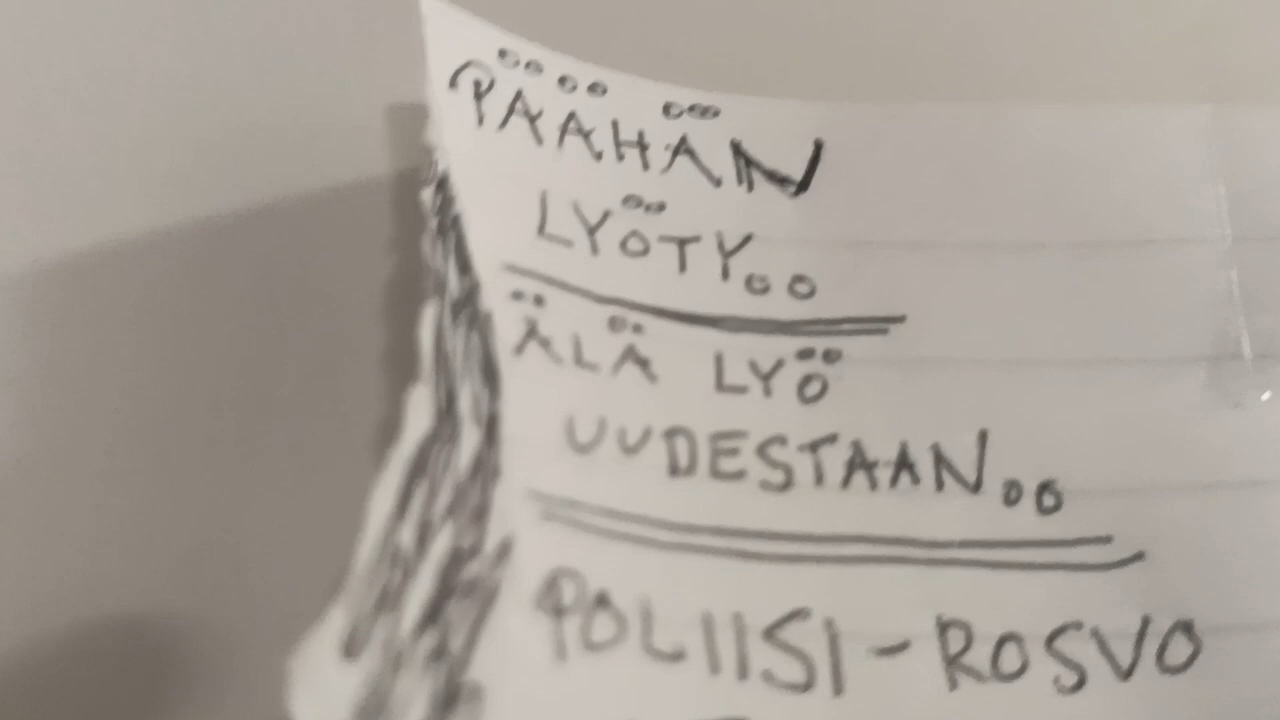 PÄÄHÄN
LYÖTY..
ÄLÄ LYÖ
UUDESTAAN..
POLIISI-ROSVO